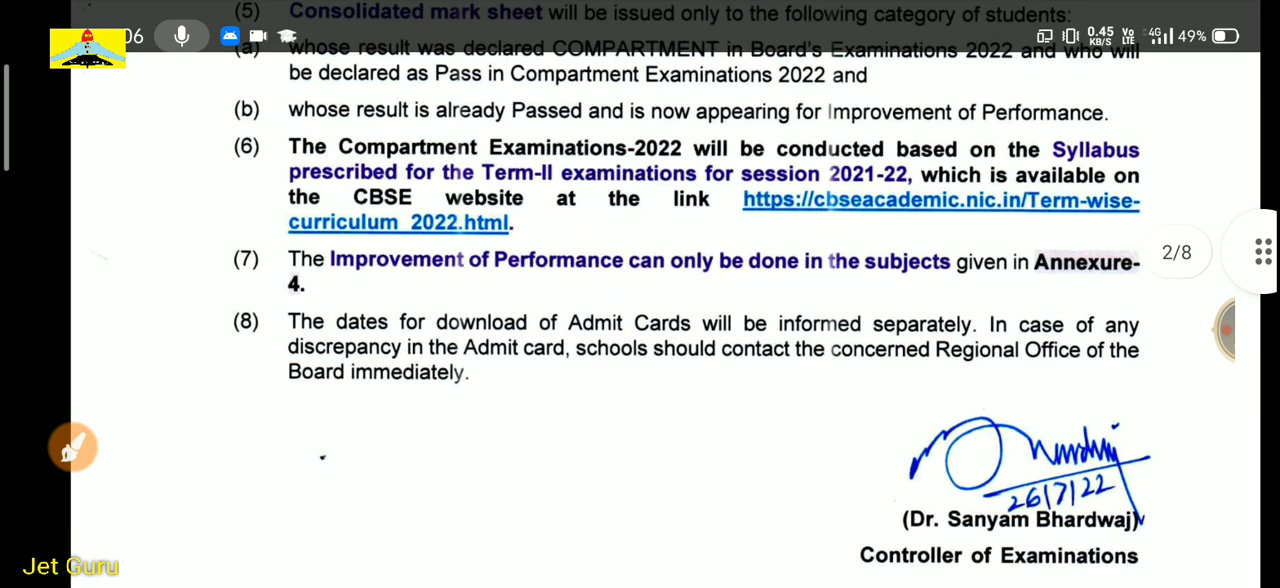 (5) Consolidated mark sheet will be issued only to the following category of students:
06
0.45 KB/S Vo LTE 4G 49%
(a) whose result was declared COMPARTMENT in Board's Examinations 2022 and who will
be declared as Pass in Compartment Examinations 2022 and
(b) whose result is already Passed and is now appearing for Improvement of Performance.
(6) The Compartment Examinations-2022 will be conducted based on the Syllabus
prescribed for the Term-II examinations for session 2021-22, which is available on
the CBSE website at the link https://cbseacademic.nic.in/Term-wise-
curriculum_2022.html.
(7) The Improvement of Performance can only be done in the subjects given in Annexure-
4.
2/8
(8) The dates for download of Admit Cards will be informed separately. In case of any
discrepancy in the Admit card, schools should contact the concerned Regional Office of the
Board immediately.
26/7/22
(Dr. Sanyam Bhardwaj)
Controller of Examinations
Jet Guru